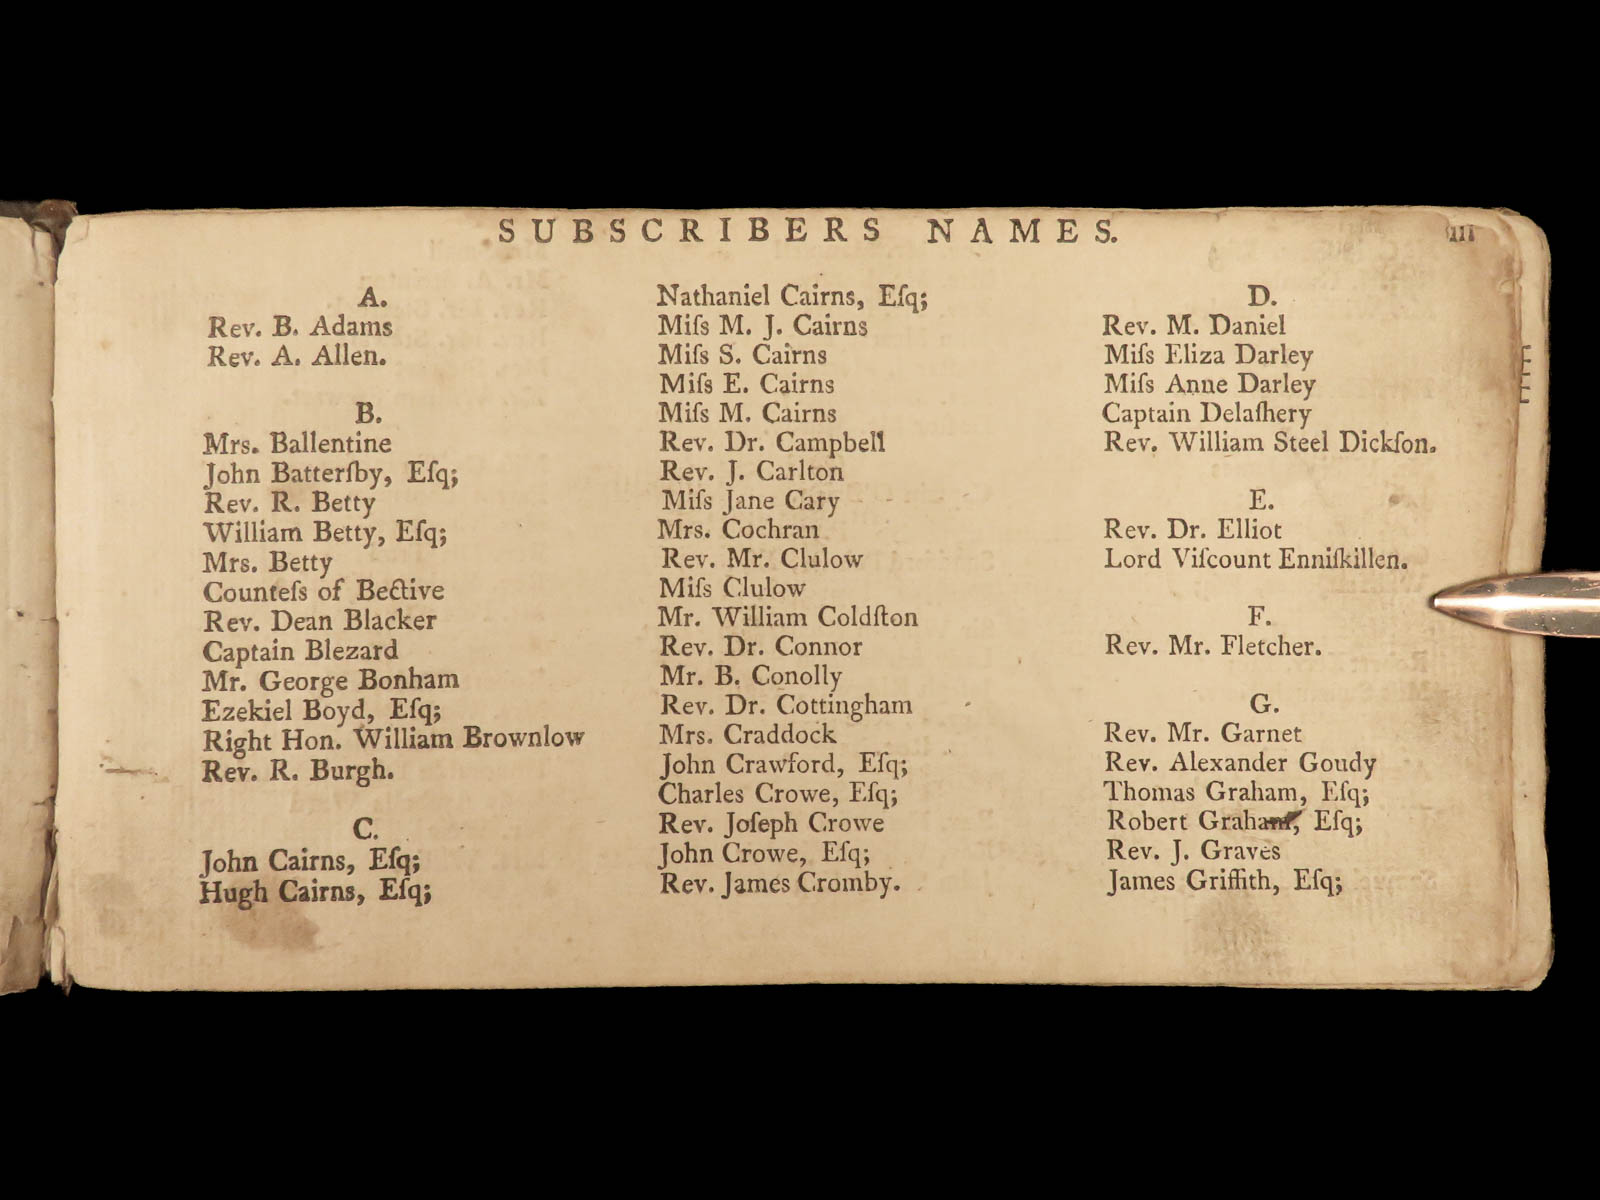 SUBSCRIBERS NAMES.
iii
A.
Rev. B. Adams
Rev. A. Allen.
B.
Mrs. Ballentine
John Batterſby, Eſq;
Rev. R. Betty
William Betty, Eſq;
Mrs. Betty
Counteſs of Bective
Rev. Dean Blacker
Captain Blezard
Mr. George Bonham
Ezekiel Boyd, Eſq;
Right Hon. William Brownlow
Rev. R. Burgh.
C.
John Cairns, Eſq;
Hugh Cairns, Eſq;
Nathaniel Cairns, Eſq;
Miſs M. J. Cairns
Miſs S. Cairns
Miſs E. Cairns
Miſs M. Cairns
Rev. Dr. Campbell
Rev. J. Carlton
Miſs Jane Cary
Mrs. Cochran
Rev. Mr. Clulow
Miſs Clulow
Mr. William Coldſton
Rev. Dr. Connor
Mr. B. Conolly
Rev. Dr. Cottingham
Mrs. Craddock
John Crawford, Eſq;
Charles Crowe, Eſq;
Rev. Joſeph Crowe
John Crowe, Eſq;
Rev. James Cromby.
D.
Rev. M. Daniel
Miſs Eliza Darley
Miſs Anne Darley
Captain Delaſhery
Rev. William Steel Dickſon.
E.
Rev. Dr. Elliot
Lord Viſcount Enniſkillen.
F.
Rev. Mr. Fletcher.
G.
Rev. Mr. Garnet
Rev. Alexander Goudy
Thomas Graham, Eſq;
Robert Graham, Eſq;
Rev. J. Graves
James Griffith, Eſq;